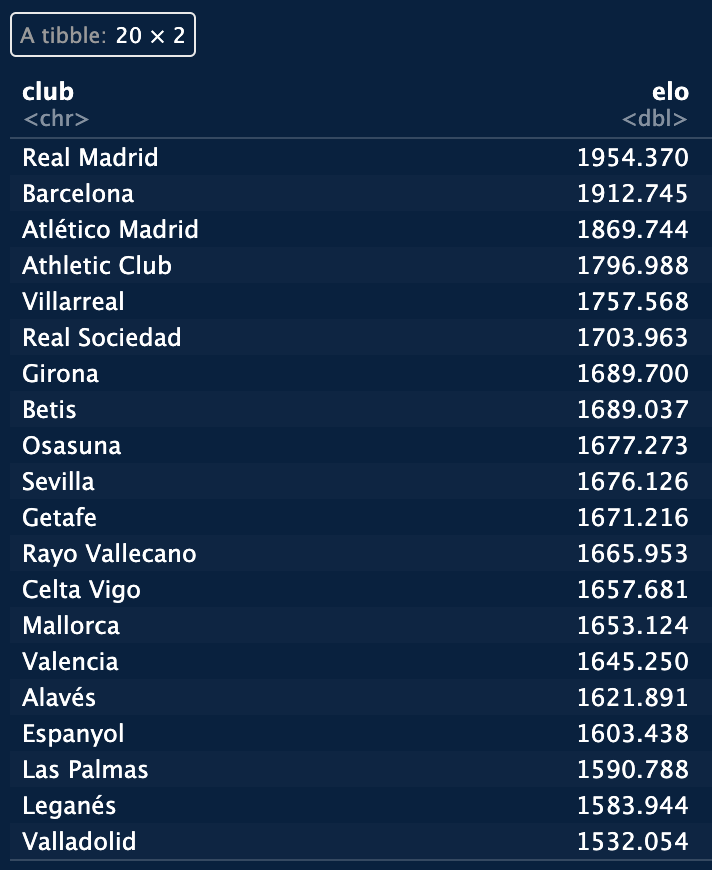 A tibble: 20 × 2
club elo
<chr> <dbl>
Real Madrid 1954.370
Barcelona 1912.745
Atlético Madrid 1869.744
Athletic Club 1796.988
Villarreal 1757.568
Real Sociedad 1703.963
Girona 1689.700
Betis 1689.037
Osasuna 1677.273
Sevilla 1676.126
Getafe 1671.216
Rayo Vallecano 1665.953
Celta Vigo 1657.681
Mallorca 1653.124
Valencia 1645.250
Alavés 1621.891
Espanyol 1603.438
Las Palmas 1590.788
Leganés 1583.944
Valladolid 1532.054